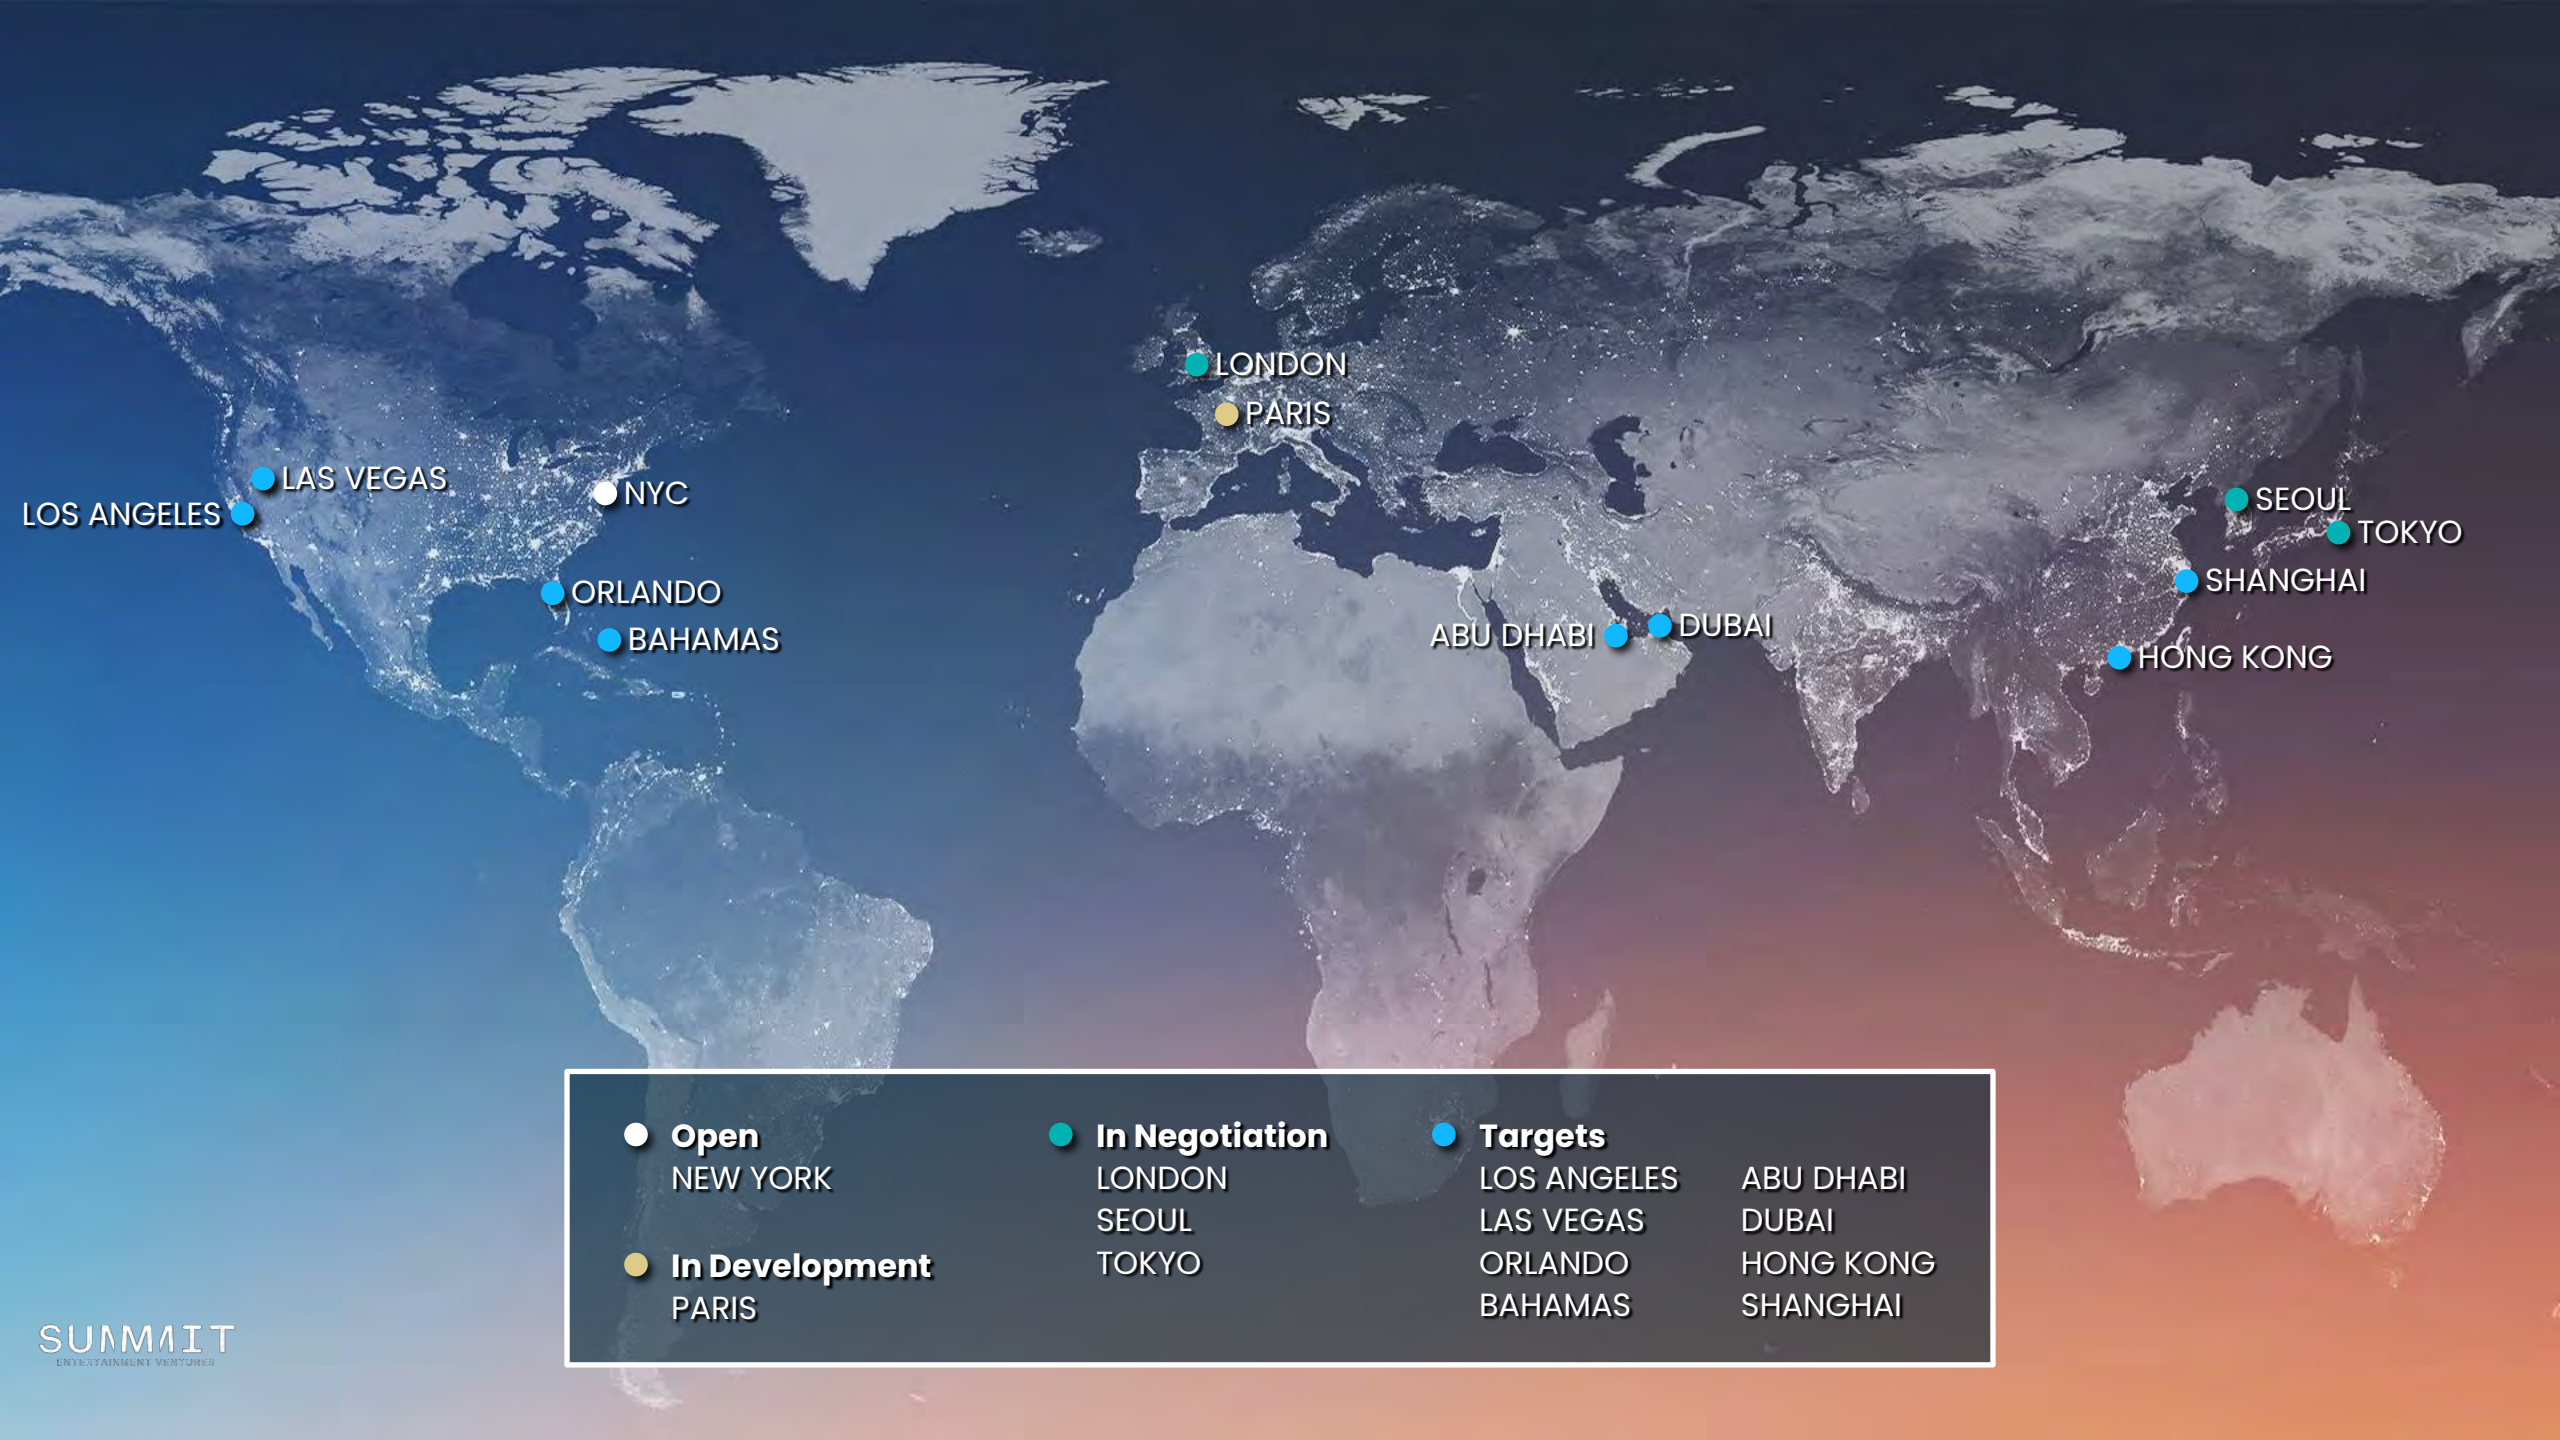 LONDON
PARIS
LAS VEGAS
NYC
LOS ANGELES
SEOUL
TOKYO
ORLANDO
SHANGHAI
BAHAMAS
ABU DHABI
DUBAI
HONG KONG
Open
NEW YORK
In Development
PARIS
In Negotiation
LONDON
SEOUL
TOKYO
Targets
LOS ANGELES
LAS VEGAS
ORLANDO
BAHAMAS
ABU DHABI
DUBAI
HONG KONG
SHANGHAI
SUMMIT
ENTERTAINMENT VENTURES